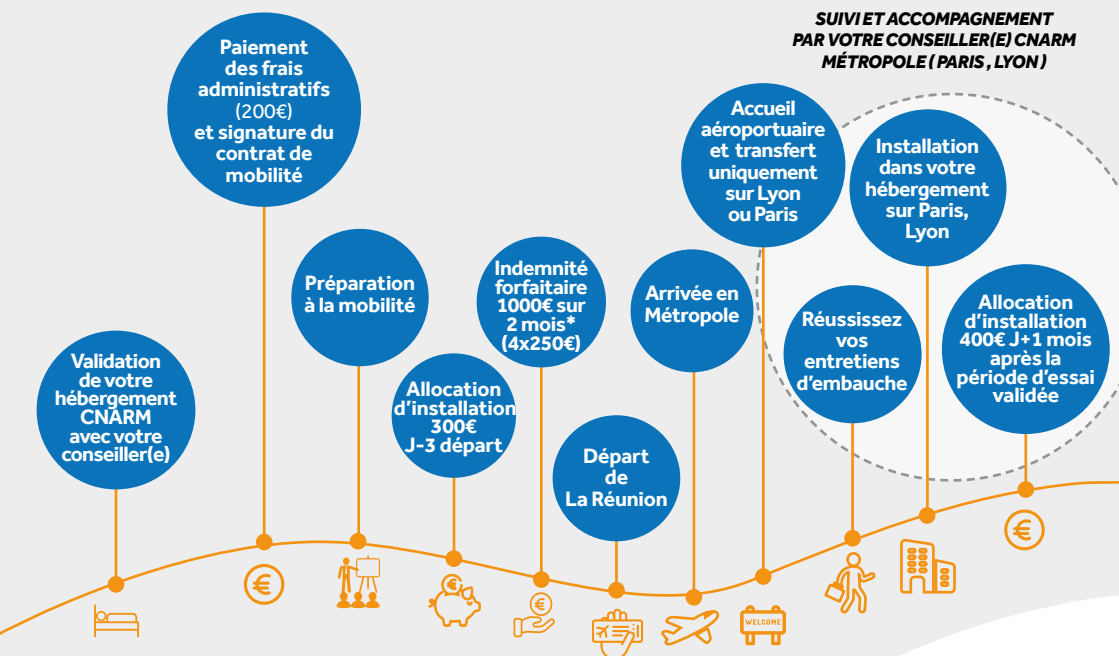 SUIVI ET ACCOMPAGNEMENT
PAR VOTRE CONSEILLER(E) CNARM
MÉTROPOLE ( PARIS , LYON )
Validation
de votre
hébergement
CNARM
avec votre
conseiller(e)
Paiement
des frais
administratifs
(200€)
et signature du
contrat de
mobilité
Préparation
à la mobilité
Allocation
d'installation
300€
J-3 départ
Indemnité
forfaitaire
1000€ sur
2 mois*
(4x250€)
Départ
de
La Réunion
Arrivée en
Métropole
Accueil
aéroportuaire
et transfert
uniquement
sur Lyon
ou Paris
Réussissez
vos
entretiens
d'embauche
Installation
dans votre
hébergement
sur Paris,
Lyon
Allocation
d'installation
400€ J+1 mois
après la
période d'essai
validée
€
€
€
WELCOME
€
€